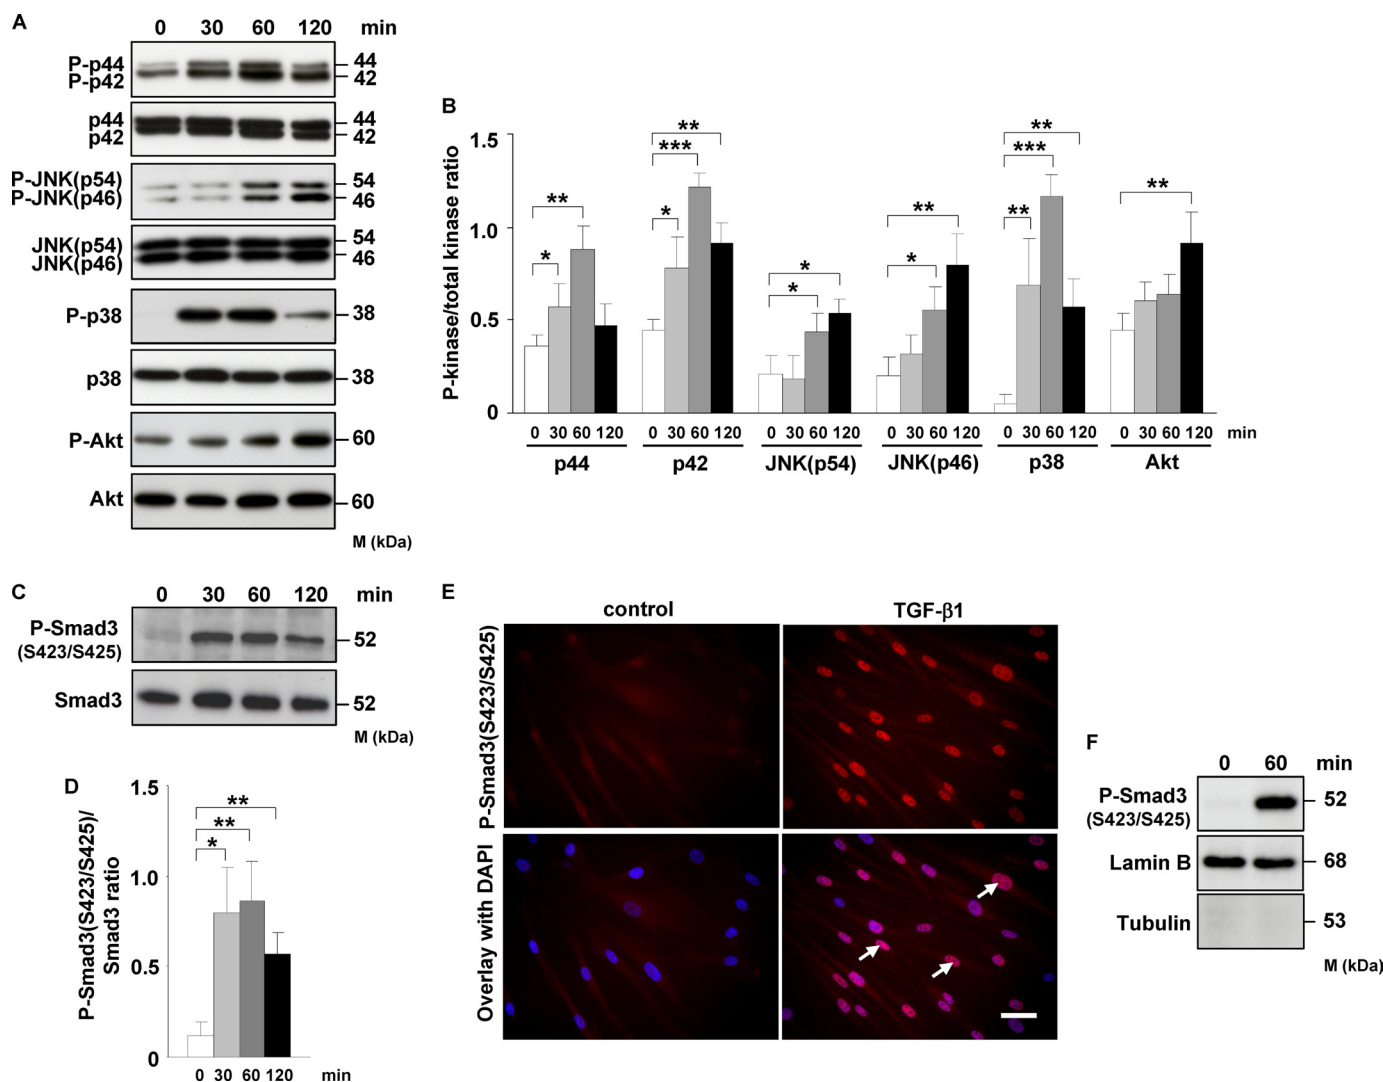 A
0 30 60 120 min
P-p44 44
P-p42 42
p44 44
p42 42
P-JNK(p54) 54
P-JNK(p46) 46
JNK(p54) 54
JNK(p46) 46
P-p38 38
p38 38
P-Akt 60
Akt 60
M (kDa)
B
P-kinase/total kinase ratio
1.5
1.0
0.5
0
* ** * *** ** * * * ** ** *** ** **
0 30 60 120 0 30 60 120 0 30 60 120 0 30 60 120 0 30 60 120 0 30 60 120 min
p44 p42 JNK(p54) JNK(p46) p38 Akt
C
0 30 60 120 min
P-Smad3 52
(S423/S425)
Smad3 52
M (kDa)
D
P-Smad3(S423/S425)/
Smad3 ratio
1.5
1.0
0.5
0
**
**
*
0 30 60 120 min
E
control TGF-β1
P-Smad3(S423/S425)
Overlay with DAPI
F
0 60 min
P-Smad3 52
(S423/S425)
Lamin B 68
Tubulin 53
M (kDa)